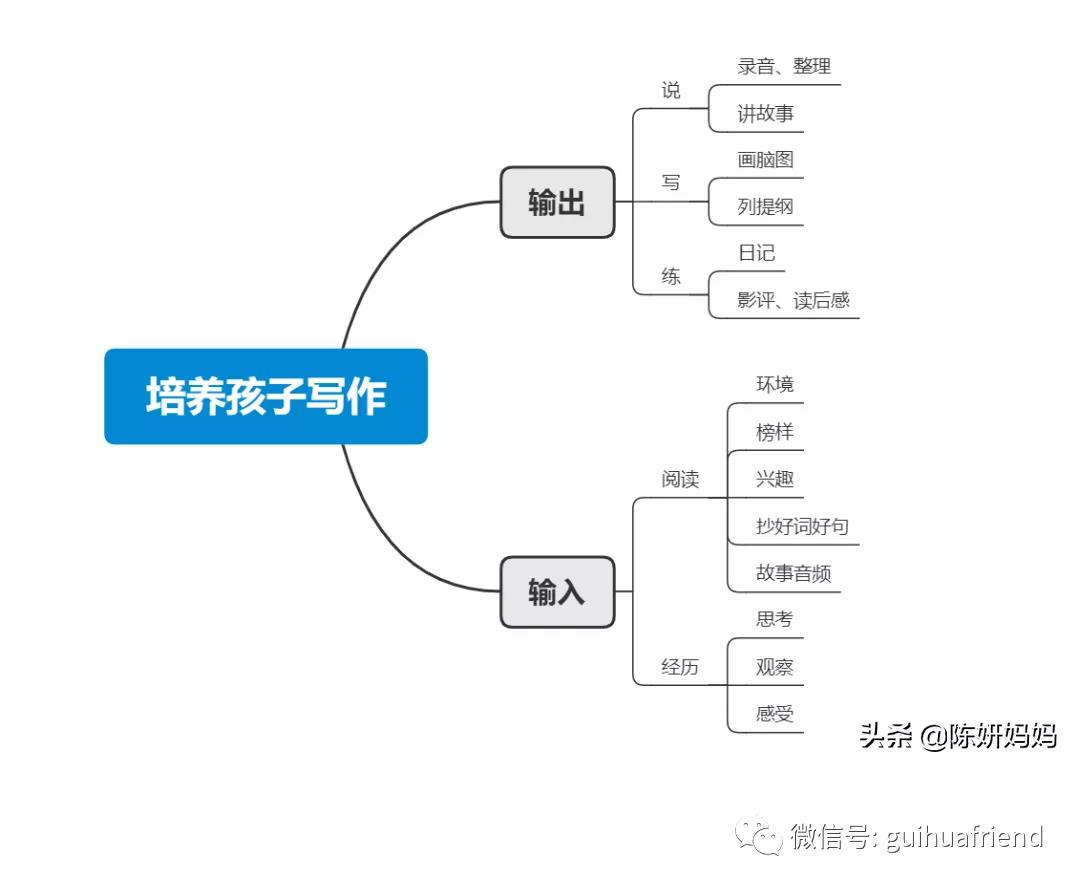 培养孩子写作
输出
说
录音、整理
讲故事
写
画脑图
列提纲
练
日记
影评、读后感
输入
阅读
环境
榜样
兴趣
抄好词好句
故事音频
经历
思考
观察
感受
头条 @陈妍妈妈
微信号: guihuafriend